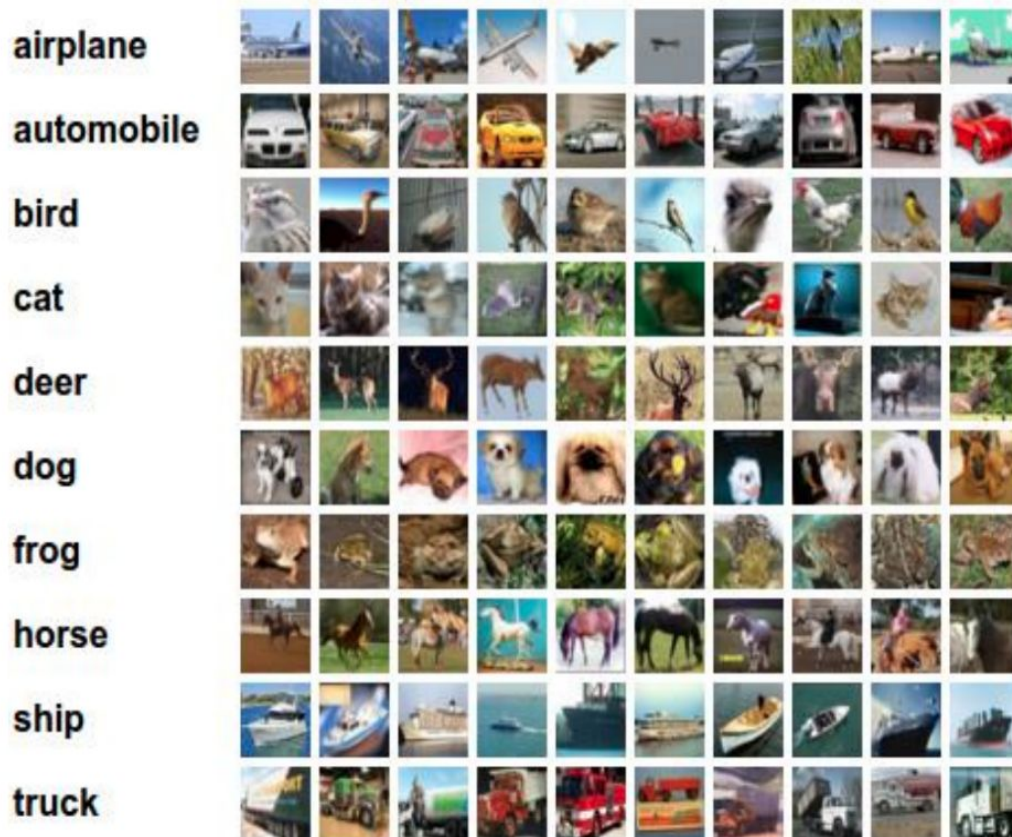 airplane
automobile
bird
cat
deer
dog
frog
horse
ship
truck